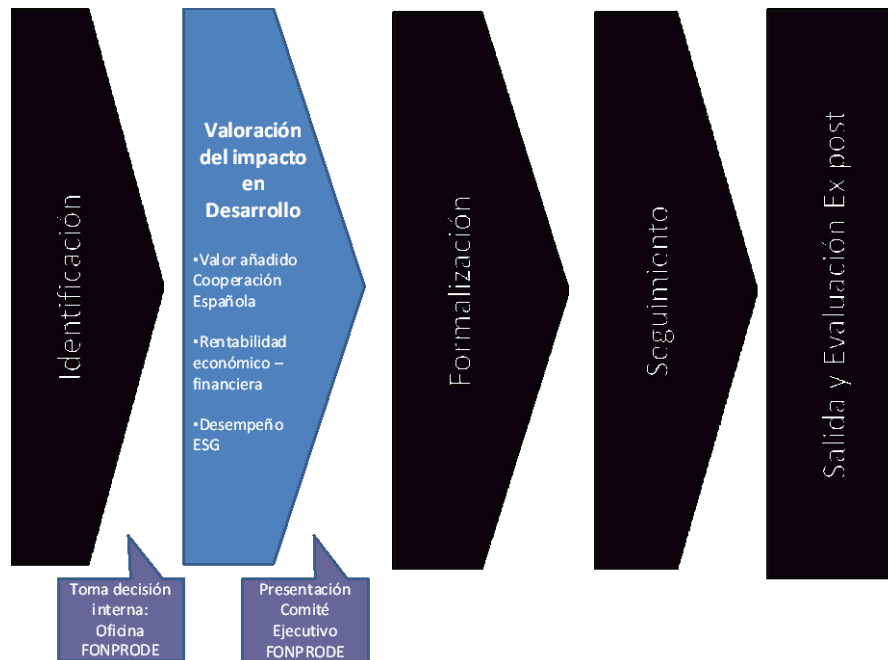 Identificación
Valoración
del impacto
en
Desarrollo
•Valor añadido
Cooperación
Española
•Rentabilidad
económico –
financiera
•Desempeño
ESG
Formalización
Seguimiento
Salida y Evaluación Ex post
Toma decisión
interna:
Oficina
FONPRODE
Presentación
Comité
Ejecutivo
FONPRODE